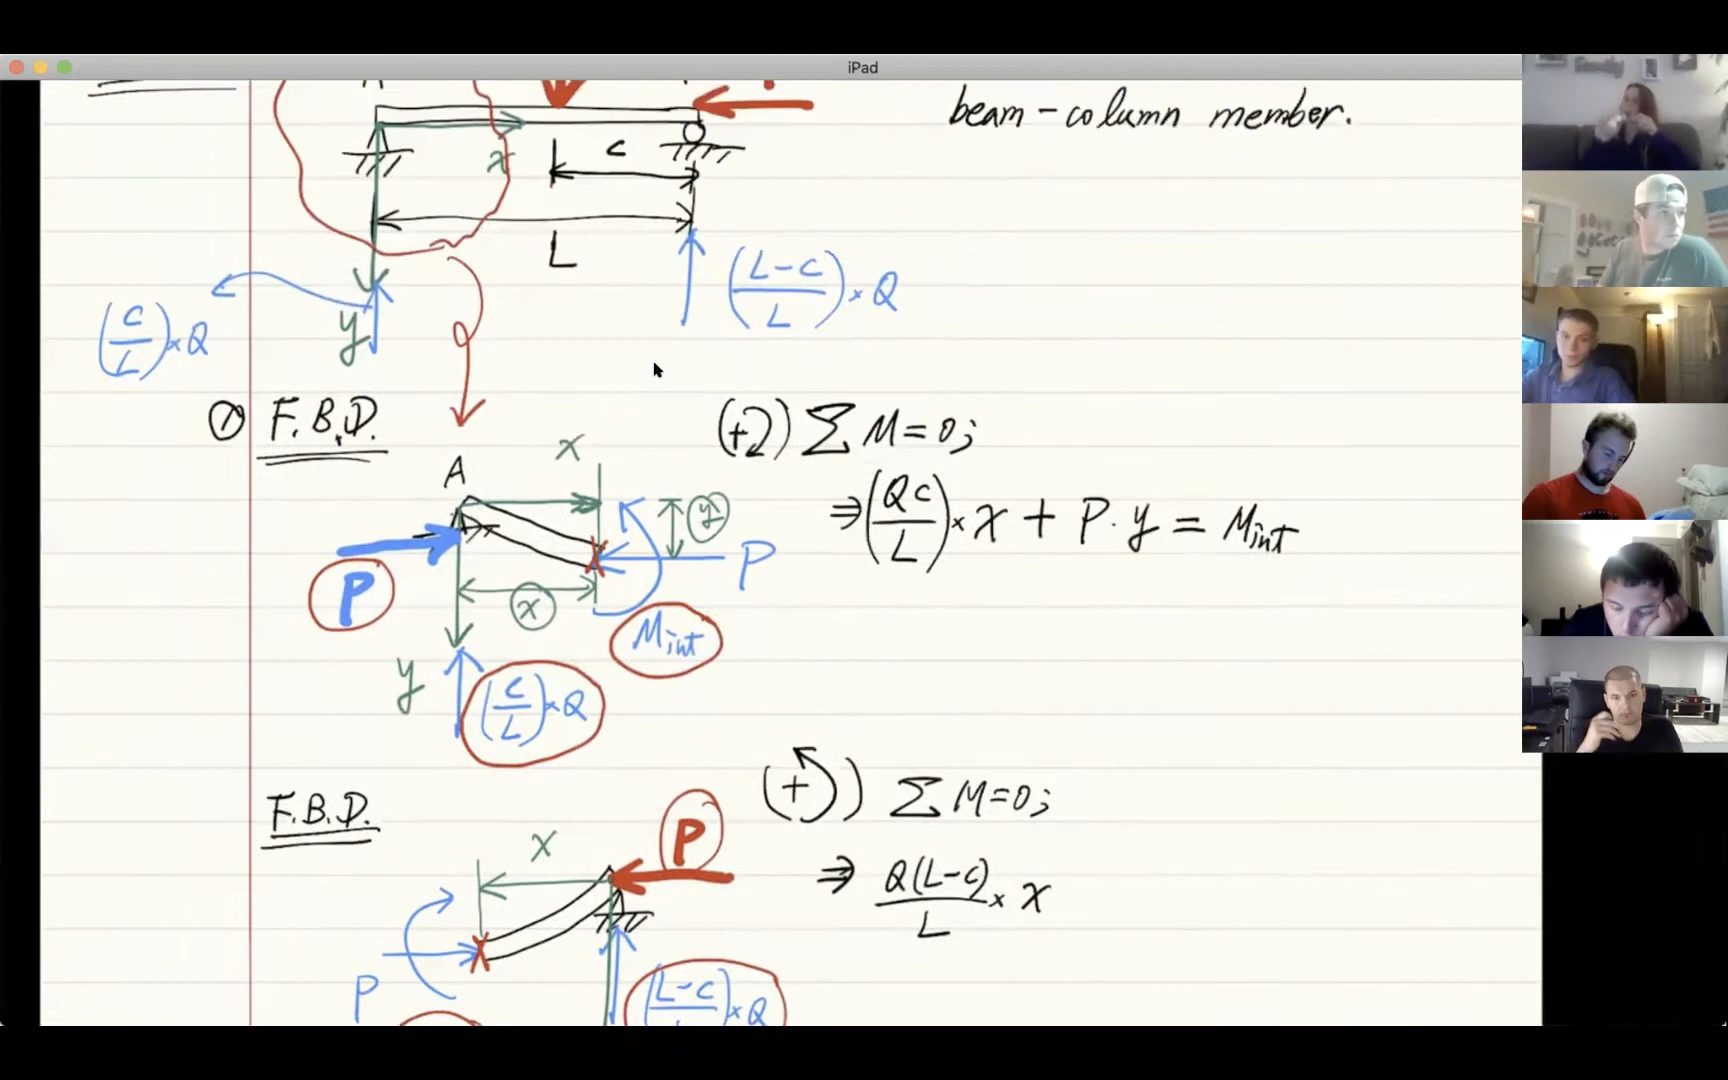 iPad
beam-column member.
x
c
L
(L-c/L)×Q
(c/L)×Q
y
① F.B.D.
(+) ΣM=0;
A
x
y
⇒(Qc/L)×x + P·y = Mint
P
P
x
Mint
y
(c/L)×Q
F.B.D.
(+) ΣM=0;
P
x
⇒ Q(L-c)/L × x
P
(L-c/L)×Q